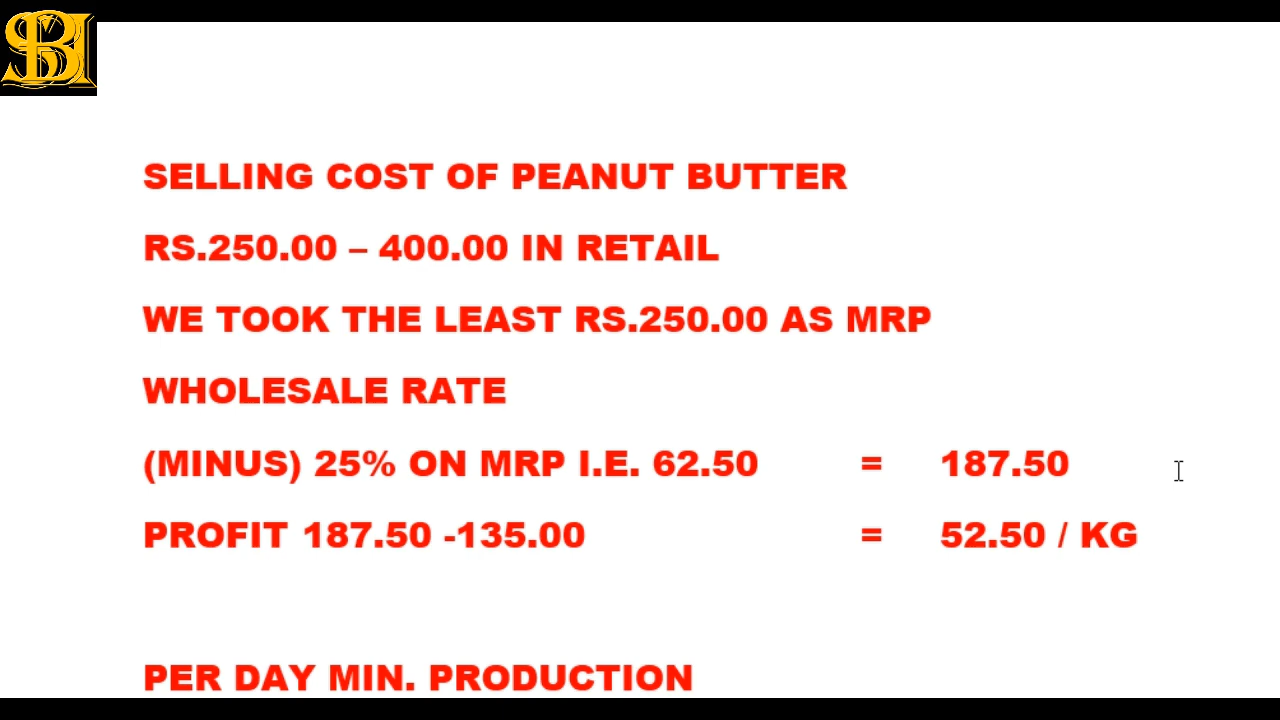 SBI
SELLING COST OF PEANUT BUTTER
RS.250.00 – 400.00 IN RETAIL
WE TOOK THE LEAST RS.250.00 AS MRP
WHOLESALE RATE
(MINUS) 25% ON MRP I.E. 62.50 = 187.50
PROFIT 187.50 -135.00 = 52.50 / KG
PER DAY MIN. PRODUCTION